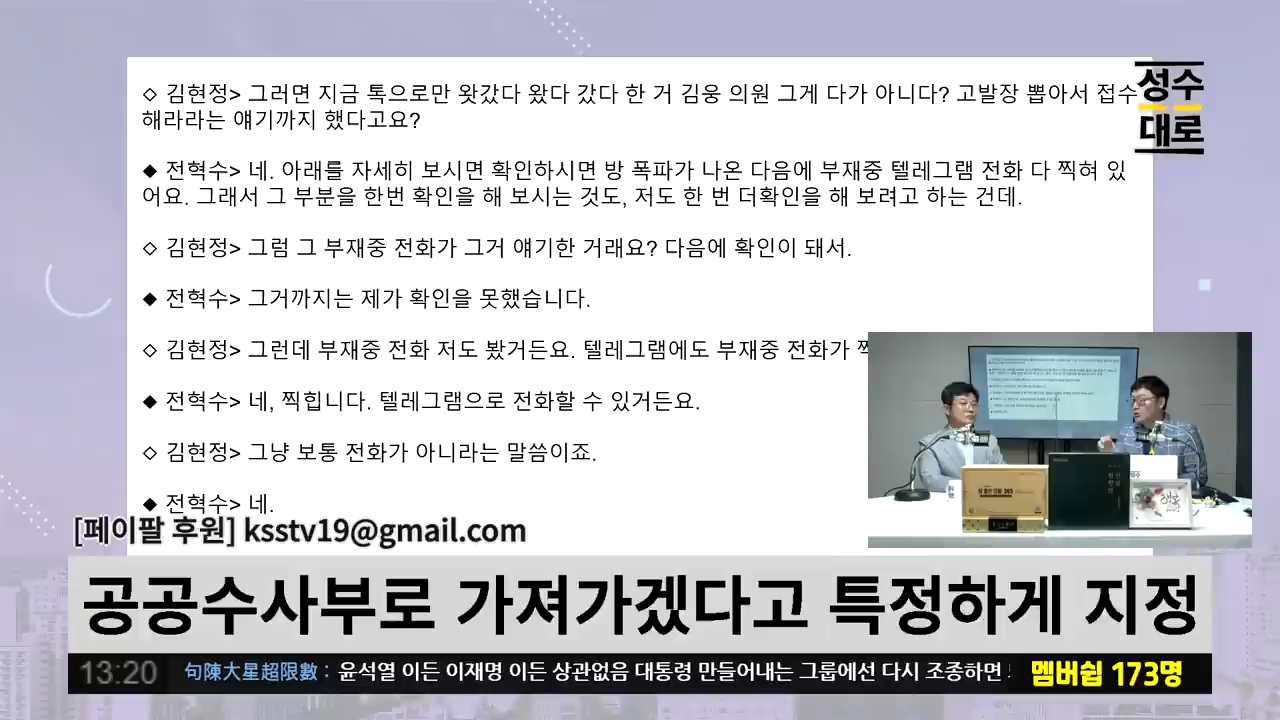 ◇ 김현정> 그러면 지금 톡으로만 왓갔다 왔다 갔다 한 거 김웅 의원 그게 다가 아니다? 고발장 뽑아서 접수
해라라는 얘기까지 했다고요?
성수
대로
◆ 전혁수> 네. 아래를 자세히 보시면 확인하시면 방 폭파가 나온 다음에 부재중 텔레그램 전화 다 찍혀 있
어요. 그래서 그 부분을 한번 확인을 해 보시는 것도, 저도 한 번 더확인을 해 보려고 하는 건데.
◇ 김현정> 그럼 그 부재중 전화가 그거 얘기한 거래요? 다음에 확인이 돼서.
◆ 전혁수> 그거까지는 제가 확인을 못했습니다.
◇ 김현정> 그런데 부재중 전화 저도 봤거든요. 텔레그램에도 부재중 전화가
◆ 전혁수> 네, 찍힙니다. 텔레그램으로 전화할 수 있거든요.
◇ 김현정> 그냥 보통 전화가 아니라는 말씀이죠.
◆ 전혁수> 네.
[페이팔 후원] ksstv19@gmail.com
공공수사부로 가져가겠다고 특정하게 지정
13:20 句陳大星超限數 : 윤석열 이든 이재명 이든 상관없음 대통령 만들어내는 그룹에선 다시 조종하면 멤버쉽 173명